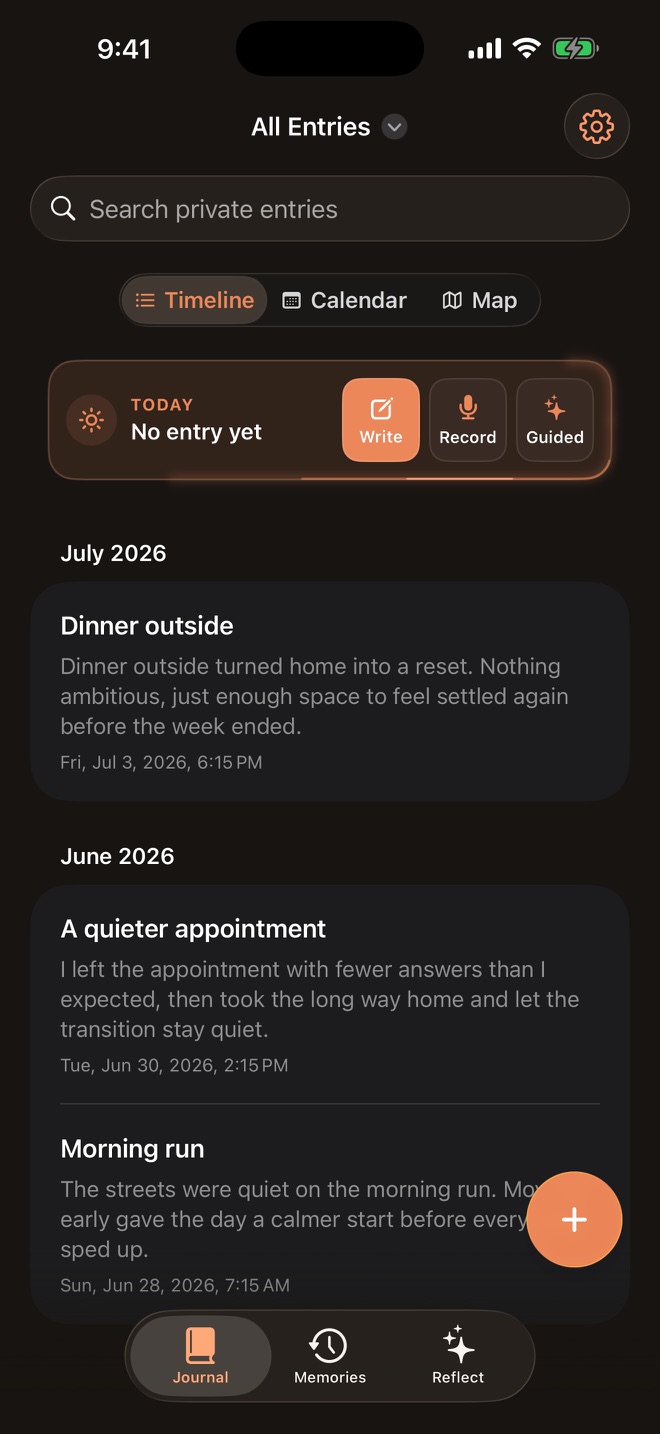 9:41
All Entries
Search private entries
Timeline
Calendar
Map
TODAY
No entry yet
Write
Record
Guided
July 2026
Dinner outside
Dinner outside turned home into a reset. Nothing
ambitious, just enough space to feel settled again
before the week ended.
Fri, Jul 3, 2026, 6:15 PM
June 2026
A quieter appointment
I left the appointment with fewer answers than I
expected, then took the long way home and let the
transition stay quiet.
Tue, Jun 30, 2026, 2:15 PM
Morning run
The streets were quiet on the morning run.
early gave the day a calmer start before
sped up.
Sun, Jun 28, 2026, 7:15 AM
Journal
Memories
Reflect